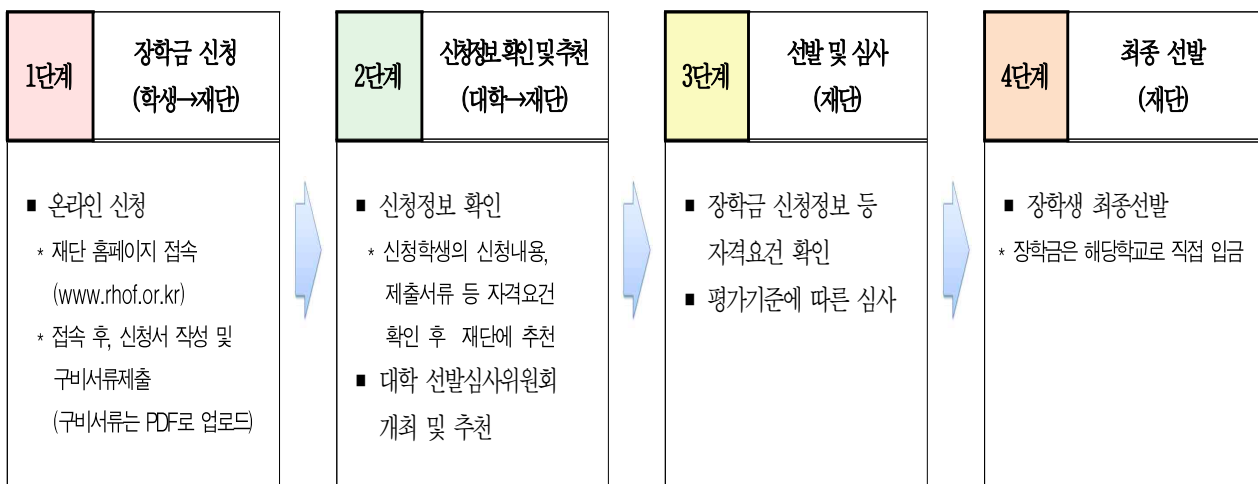 1단계
장학금 신청
(학생→재단)
■ 온라인 신청
* 재단 홈페이지 접속
(www.rhof.or.kr)
* 접속 후, 신청서 작성 및
구비서류제출
(구비서류는 PDF로 업로드)
2단계
신청정보 확인 및 추천
(대학→재단)
■ 신청정보 확인
* 신청학생의 신청내용,
제출서류 등 자격요건
확인 후 재단에 추천
■ 대학 선발심사위원회
개최 및 추천
3단계
선발 및 심사
(재단)
■ 장학금 신청정보 등
자격요건 확인
■ 평가기준에 따른 심사
4단계
최종 선발
(재단)
■ 장학생 최종선발
* 장학금은 해당학교로 직접 입금